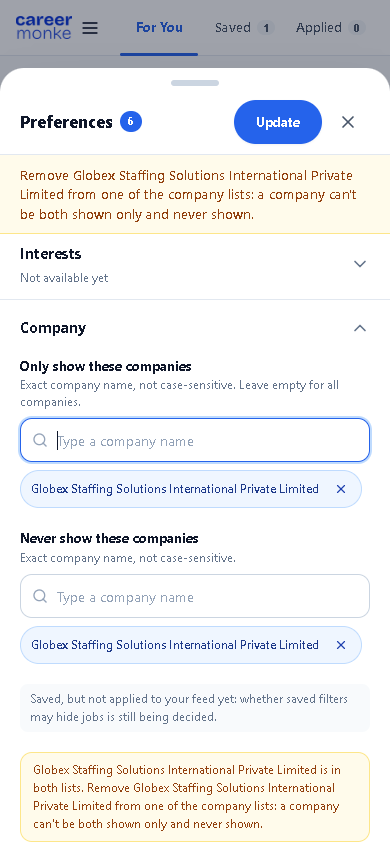 career
monke
For You
Saved 1
Applied 0
Preferences 6
Update
Remove Globex Staffing Solutions International Private
Limited from one of the company lists: a company can't
be both shown only and never shown.
Interests
Not available yet
Company
Only show these companies
Exact company name, not case-sensitive. Leave empty for all
companies.
Type a company name
Globex Staffing Solutions International Private Limited
Never show these companies
Exact company name, not case-sensitive.
Type a company name
Globex Staffing Solutions International Private Limited
Saved, but not applied to your feed yet: whether saved filters
may hide jobs is still being decided.
Globex Staffing Solutions International Private Limited is in
both lists. Remove Globex Staffing Solutions International
Private Limited from one of the company lists: a company
can't be both shown only and never shown.